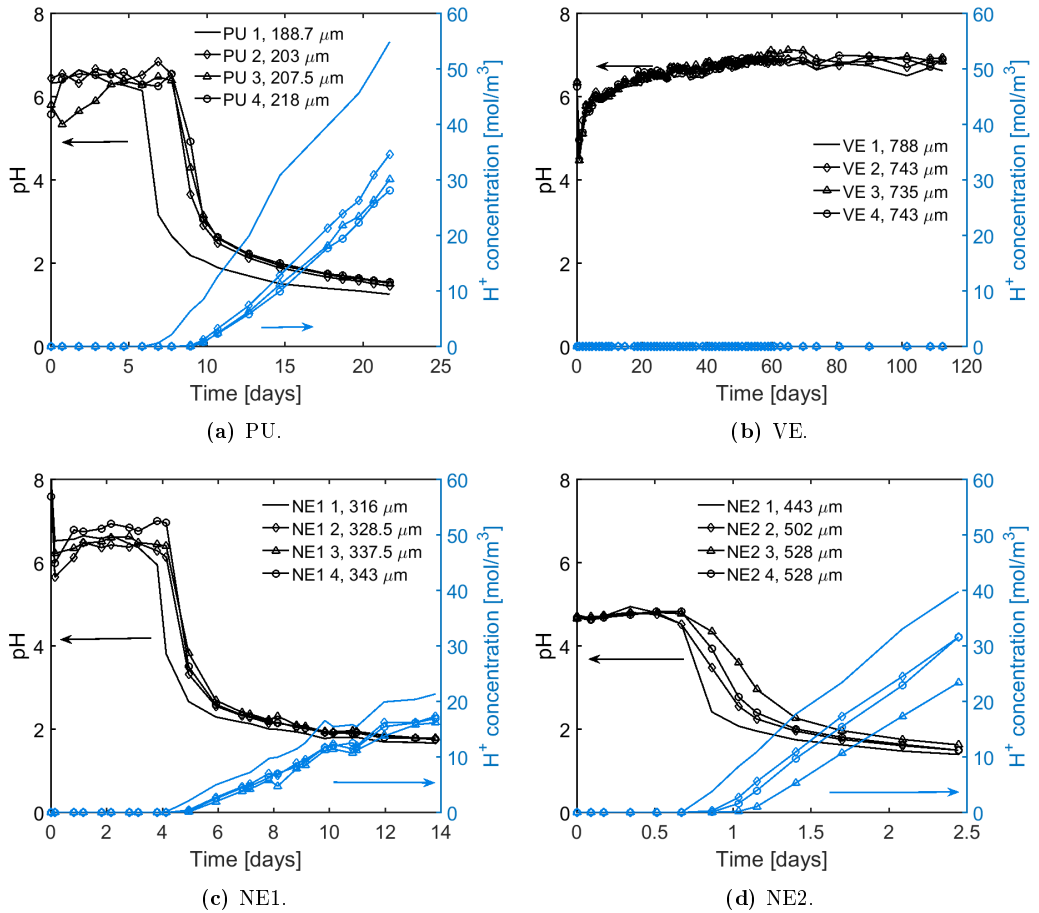 8
6
4
2
0
pH
60
50
40
30
20
10
0
H+ concentration [mol/m3]
PU 1, 188.7 μm
PU 2, 203 μm
PU 3, 207.5 μm
PU 4, 218 μm
0 5 10 15 20 25
Time [days]
(a) PU.
8
6
4
2
0
pH
60
50
40
30
20
10
0
H+ concentration [mol/m3]
VE 1, 788 μm
VE 2, 743 μm
VE 3, 735 μm
VE 4, 743 μm
0 20 40 60 80 100 120
Time [days]
(b) VE.
8
6
4
2
0
pH
60
50
40
30
20
10
0
H+ concentration [mol/m3]
NE1 1, 316 μm
NE1 2, 328.5 μm
NE1 3, 337.5 μm
NE1 4, 343 μm
0 2 4 6 8 10 12 14
Time [days]
(c) NE1.
8
6
4
2
0
pH
60
50
40
30
20
10
0
H+ concentration [mol/m3]
NE2 1, 443 μm
NE2 2, 502 μm
NE2 3, 528 μm
NE2 4, 528 μm
0 0.5 1 1.5 2 2.5
Time [days]
(d) NE2.